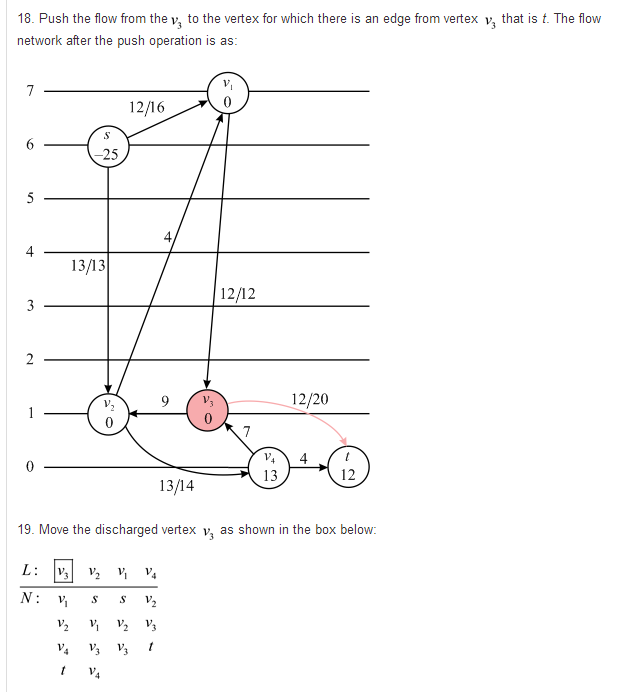 18. Push the flow from the v₃ to the vertex for which there is an edge from vertex v₃ that is t. The flow
network after the push operation is as:
7
v₁
0
12/16
6
s
−25
5
4
4
13/13
3
12/12
2
1
v₂
0
9
v₃
0
12/20
7
0
v₄
13
4
t
12
13/14
19. Move the discharged vertex v₃ as shown in the box below:
L: v₃ v₂ v₁ v₄
N: v₁ s s v₂
v₂ v₁ v₂ v₃
v₄ v₃ v₃ t
t v₄